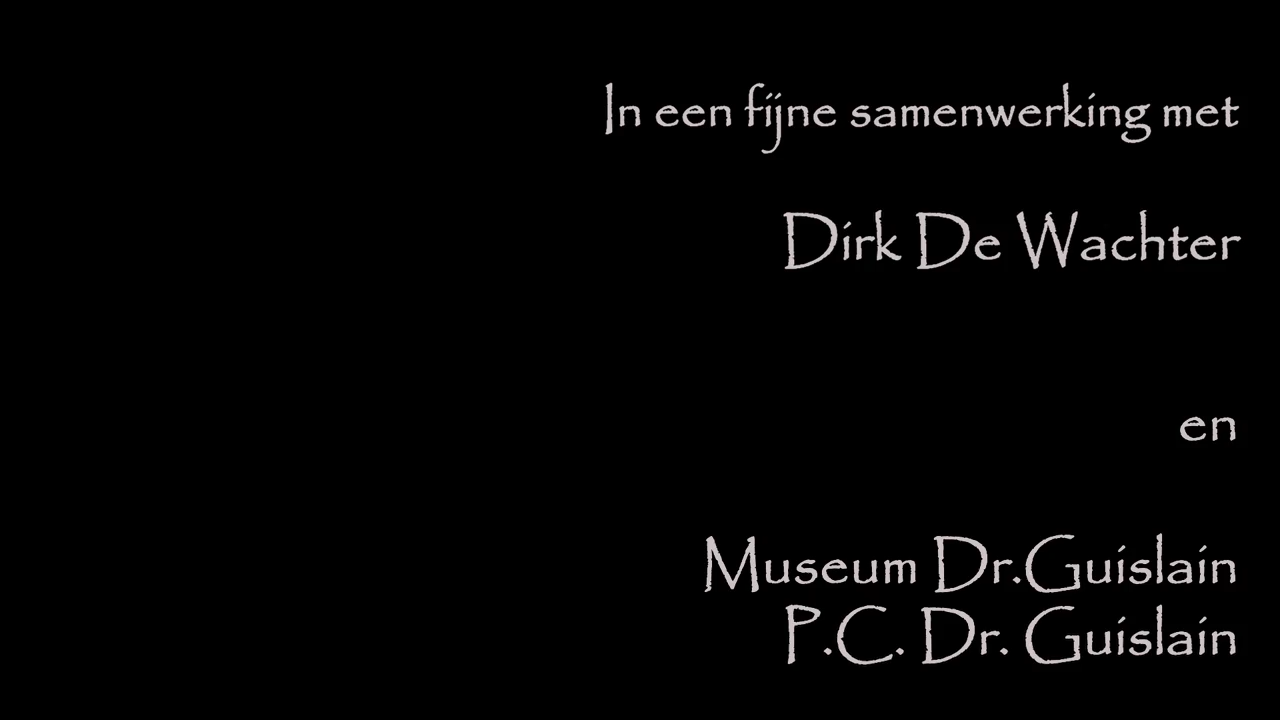 In een fijne samenwerking met
Dirk De Wachter
en
Museum Dr.Guislain
P.C. Dr. Guislain